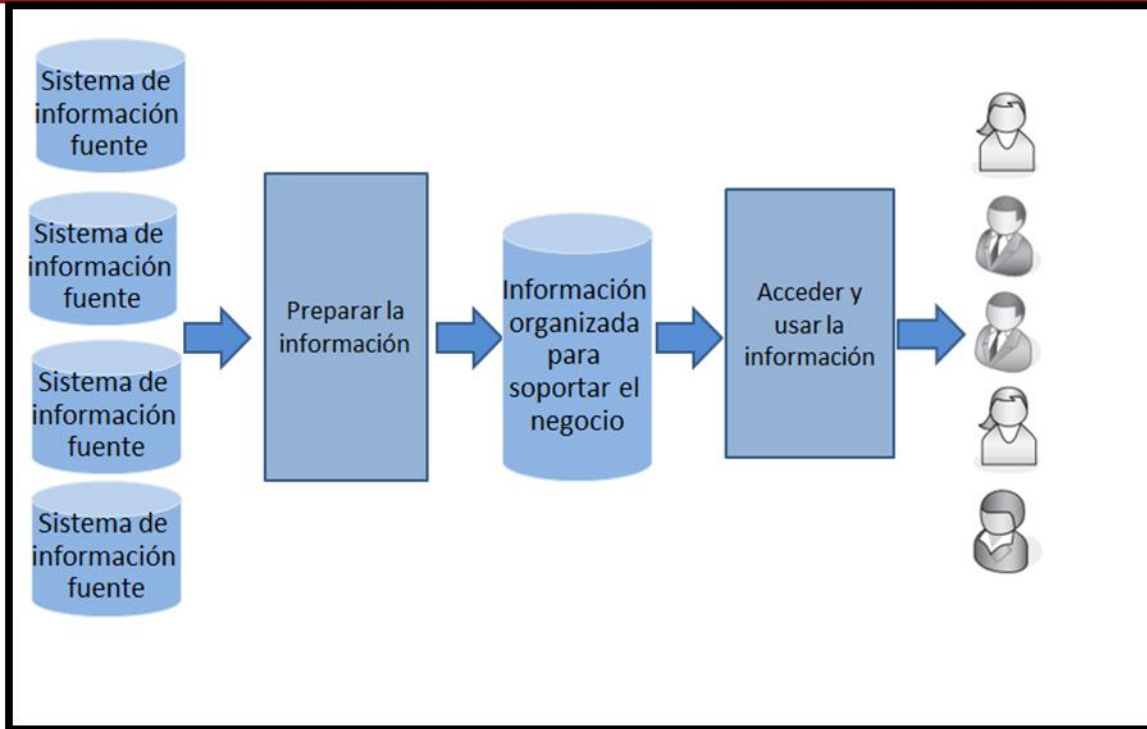 Sistema de
información
fuente
Sistema de
información
fuente
Sistema de
información
fuente
Sistema de
información
fuente
Preparar la
información
Información
organizada
para
soportar el
negocio
Acceder y
usar la
información